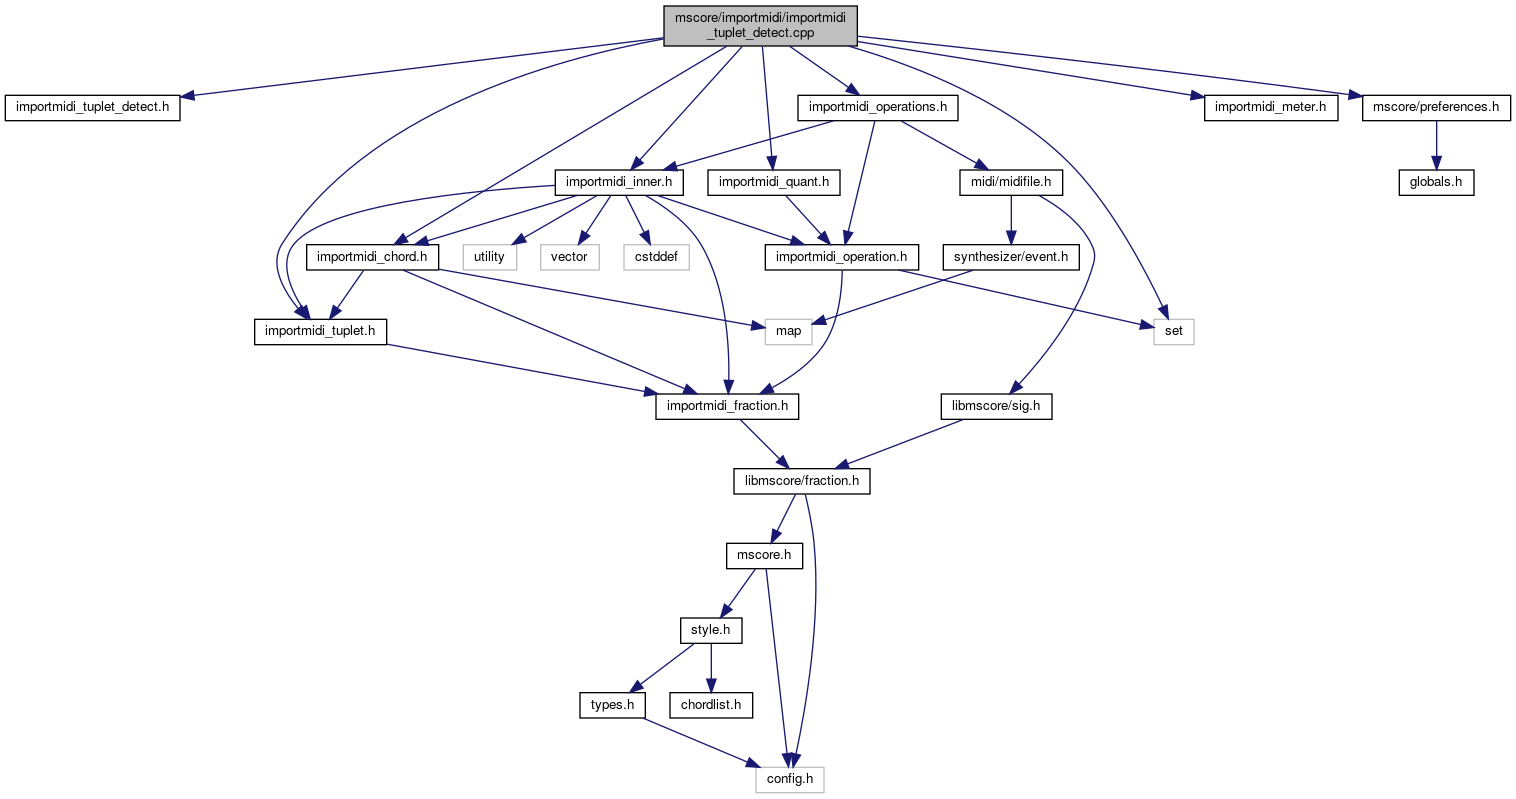 mscore/importmidi/importmidi
_tuplet_detect.cpp
importmidi_tuplet_detect.h
importmidi_operations.h
importmidi_meter.h
mscore/preferences.h
importmidi_inner.h
importmidi_quant.h
midi/midifile.h
globals.h
importmidi_chord.h
utility
vector
cstddef
importmidi_operation.h
synthesizer/event.h
importmidi_tuplet.h
map
set
importmidi_fraction.h
libmscore/sig.h
libmscore/fraction.h
mscore.h
style.h
types.h
chordlist.h
config.h